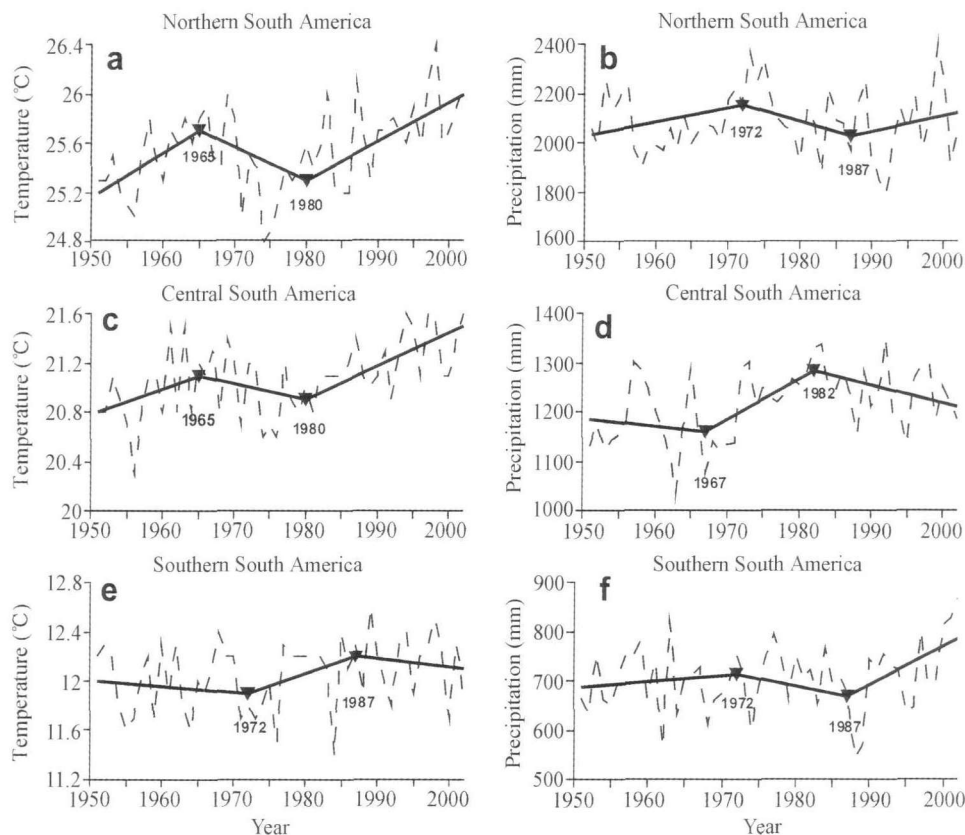 Northern South America
a
Temperature (°C)
26.4
26
25.6
25.2
24.8
1965
1980
1950 1960 1970 1980 1990 2000
Northern South America
b
Precipitation (mm)
2400
2200
2000
1800
1600
1972
1987
1950 1960 1970 1980 1990 2000
Central South America
c
Temperature (°C)
21.6
21.2
20.8
20.4
20
1965
1980
1950 1960 1970 1980 1990 2000
Central South America
d
Precipitation (mm)
1400
1300
1200
1100
1000
1967
1982
1950 1960 1970 1980 1990 2000
Southern South America
e
Temperature (°C)
12.8
12.4
12
11.6
11.2
1972
1987
1950 1960 1970 1980 1990 2000
Year
Southern South America
f
Precipitation (mm)
900
800
700
600
500
1972
1987
1950 1960 1970 1980 1990 2000
Year